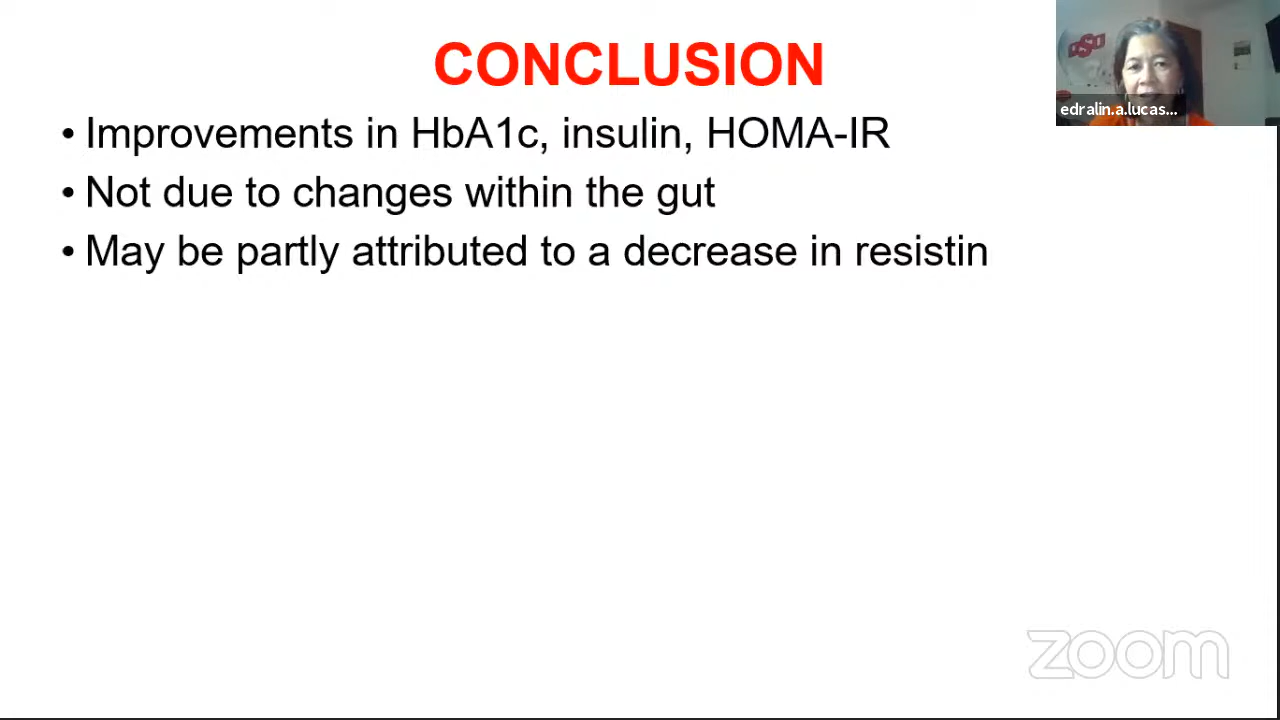 CONCLUSION
• Improvements in HbA1c, insulin, HOMA-IR
• Not due to changes within the gut
• May be partly attributed to a decrease in resistin
edralin.a.lucas...
zoom